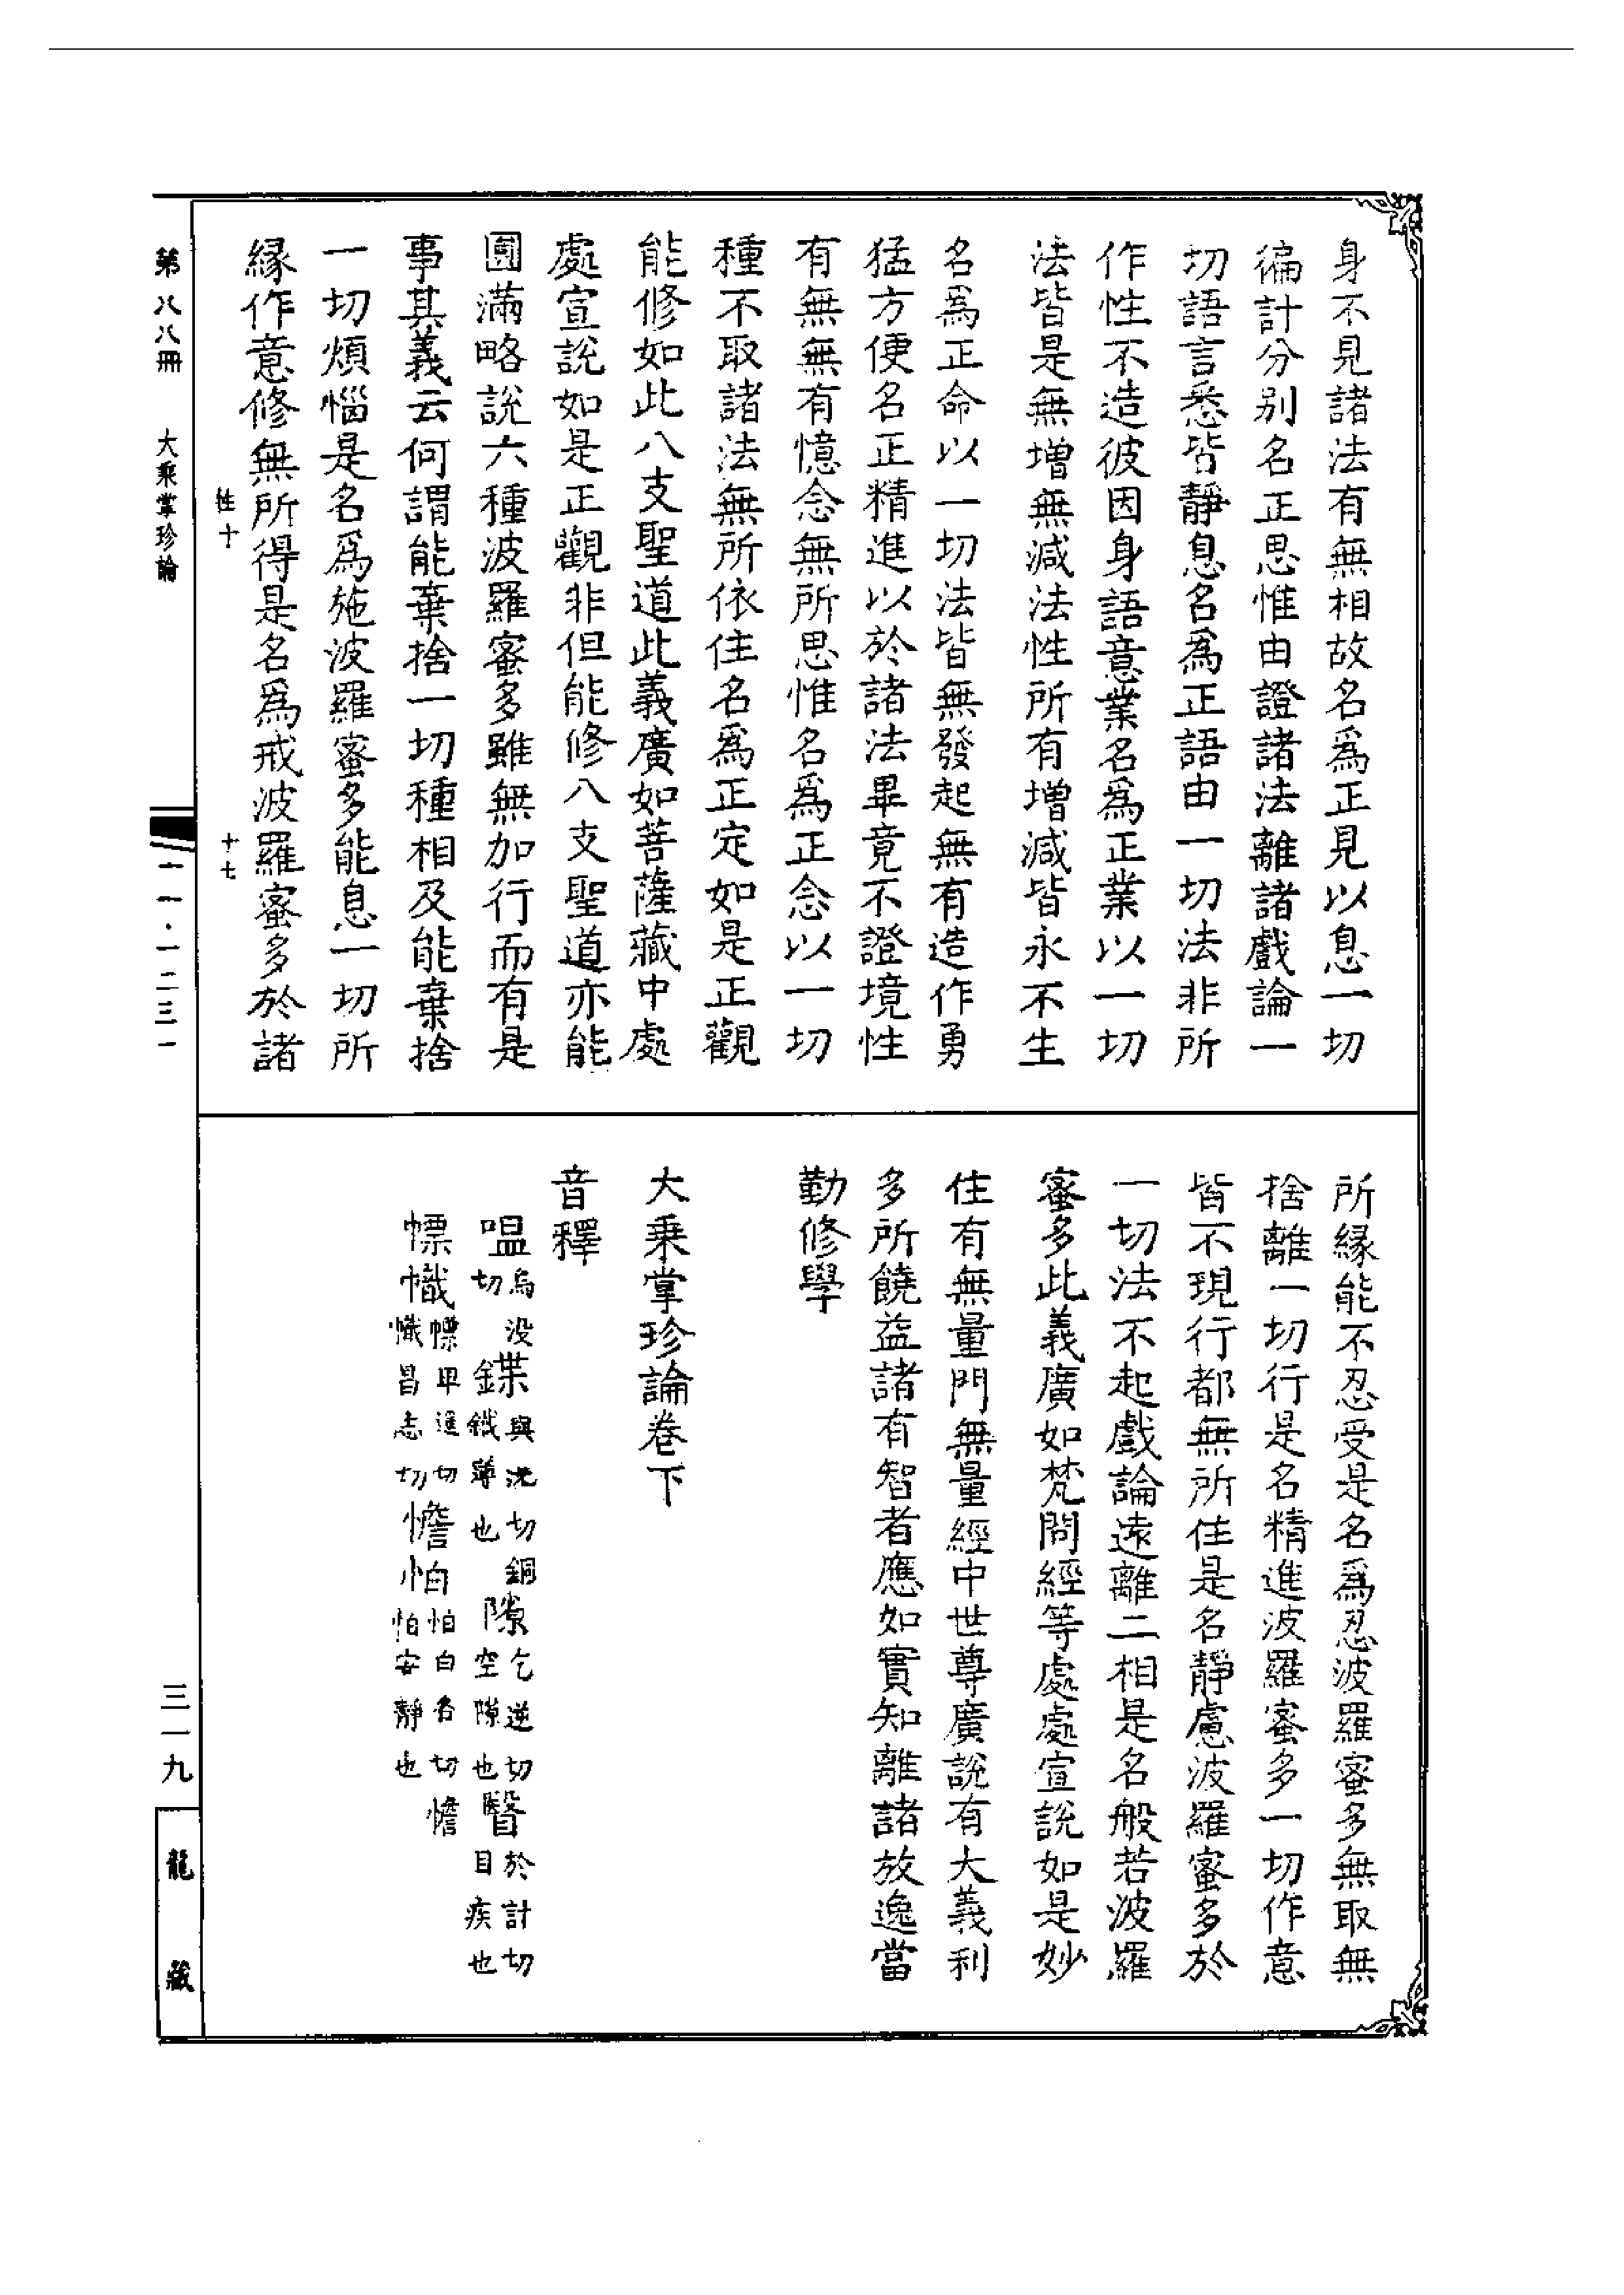 身不見諸法有無相故名為正見以息一切
徧計分別名正思惟由證諸法離諸戲論一
切語言悉皆靜息名為正語由一切法非所
作性不造彼因身語意業名為正業以一切
法皆是無增無減法性所有增減皆永不生
名為正命以一切法皆無發起無有造作勇
猛方便名正精進以於諸法畢竟不證境性
有無無有憶念無所思惟名為正念以一切
種不取諸法無所依住名為正定如是正觀
能修如此八支聖道此義廣如菩薩藏中處
處宣說如是正觀非但能修八支聖道亦能
圓滿略說六種波羅蜜多雖無加行而有是
事其義云何謂能棄捨一切種相及能棄捨
一切煩惱是名為施波羅蜜多能息一切所
緣作意修無所得是名為戒波羅蜜多於諸
所緣能不忍受是名為忍波羅蜜多無取無
捨離一切行是名精進波羅蜜多一切作意
皆不現行都無所住是名靜慮波羅蜜多於
一切法不起戲論遠離二相是名般若波羅
蜜多此義廣如梵問經等處處宣說如是妙
住有無量門無量經中世尊廣說有大義利
多所饒益諸有智者應如實知離諸放逸當
勤修學
大乘掌珍論卷下
音釋
嗢烏沒切 鍱與涉切銅鐵薄也 隙乞逆切空隙也 瞖於計切目疾也
幖幟幖卑遙切幟昌志切 憺怕怕白各切憺怕安靜也
性十
十七
第八八冊 大乘掌珍論
一一·一二三一
三一九
龍藏